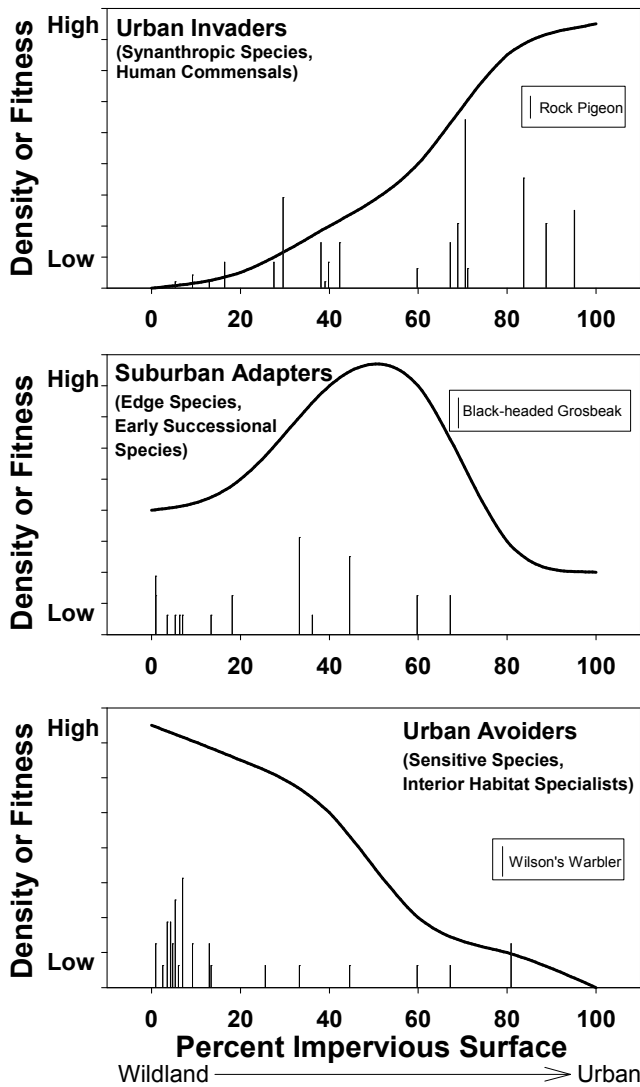 Density or Fitness
High
Low
Urban Invaders
(Synanthropic Species,
Human Commensals)
Rock Pigeon
0 20 40 60 80 100
Density or Fitness
High
Low
Suburban Adapters
(Edge Species,
Early Successional
Species)
Black-headed Grosbeak
0 20 40 60 80 100
Density or Fitness
High
Low
Urban Avoiders
(Sensitive Species,
Interior Habitat Specialists)
Wilson's Warbler
0 20 40 60 80 100
Percent Impervious Surface
Wildland Urban